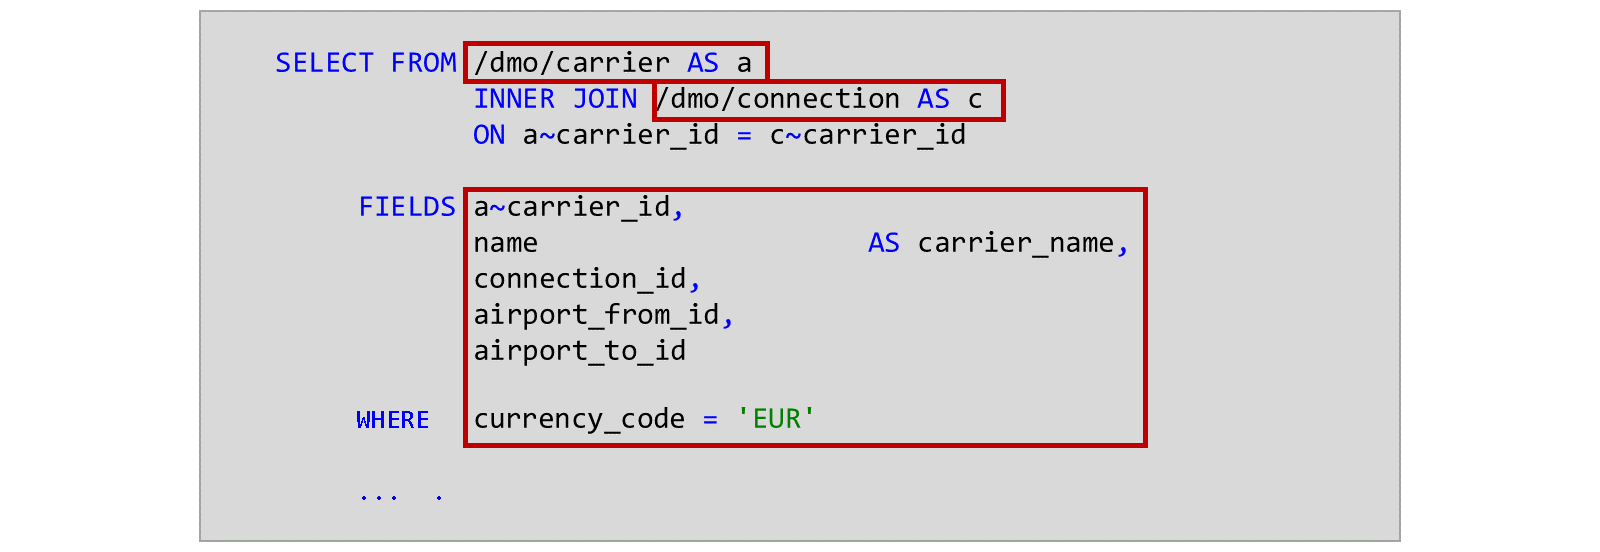 SELECT FROM /dmo/carrier AS a
INNER JOIN /dmo/connection AS c
ON a~carrier_id = c~carrier_id
FIELDS a~carrier_id,
name AS carrier_name,
connection_id,
airport_from_id,
airport_to_id
WHERE currency_code = 'EUR'
... .